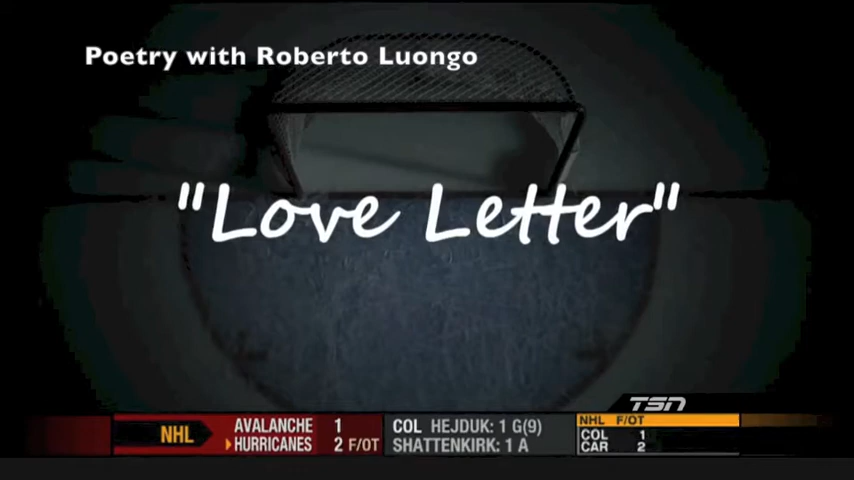 Poetry with Roberto Luongo
"Love Letter"
TSN
NHL
AVALANCHE 1
HURRICANES 2 F/OT
COL HEJDUK: 1 G(9)
SHATTENKIRK: 1 A
NHL F/OT
COL 1
CAR 2